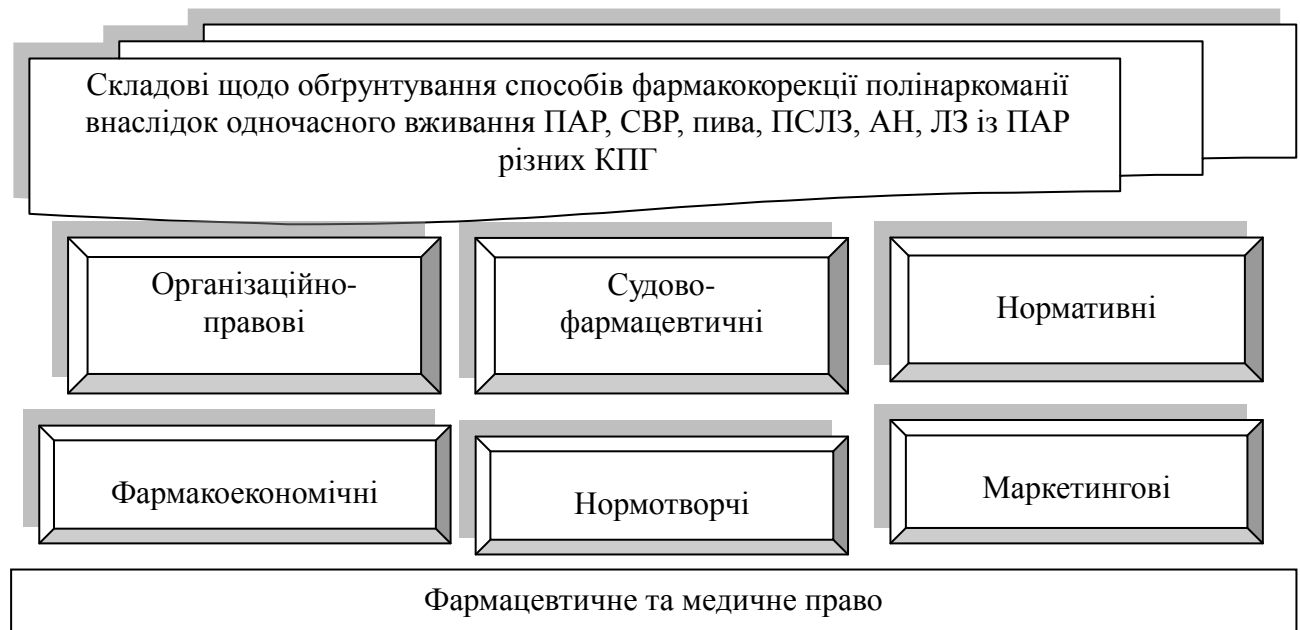 Складові щодо обґрунтування способів фармакокорекції полінаркоманії
внаслідок одночасного вживання ПАР, СВР, пива, ПСЛЗ, АН, ЛЗ із ПАР
різних КПГ
Організаційно-
правові
Судово-
фармацевтичні
Нормативні
Фармакоекономічні
Нормотворчі
Маркетингові
Фармацевтичне та медичне право